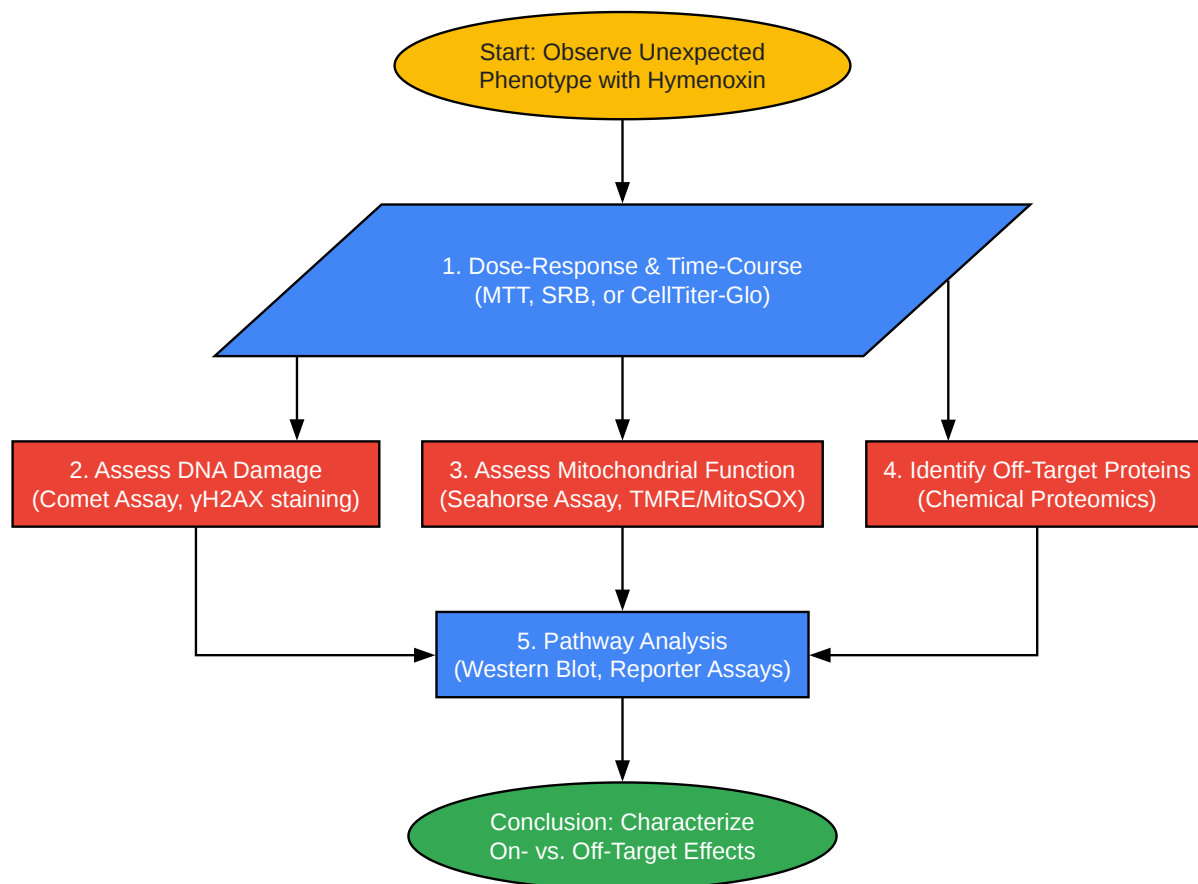 Start: Observe Unexpected
Phenotype with Hymenoxin
1. Dose-Response & Time-Course
(MTT, SRB, or CellTiter-Glo)
2. Assess DNA Damage
(Comet Assay, γH2AX staining)
3. Assess Mitochondrial Function
(Seahorse Assay, TMRE/MitoSOX)
4. Identify Off-Target Proteins
(Chemical Proteomics)
5. Pathway Analysis
(Western Blot, Reporter Assays)
Conclusion: Characterize
On- vs. Off-Target Effects